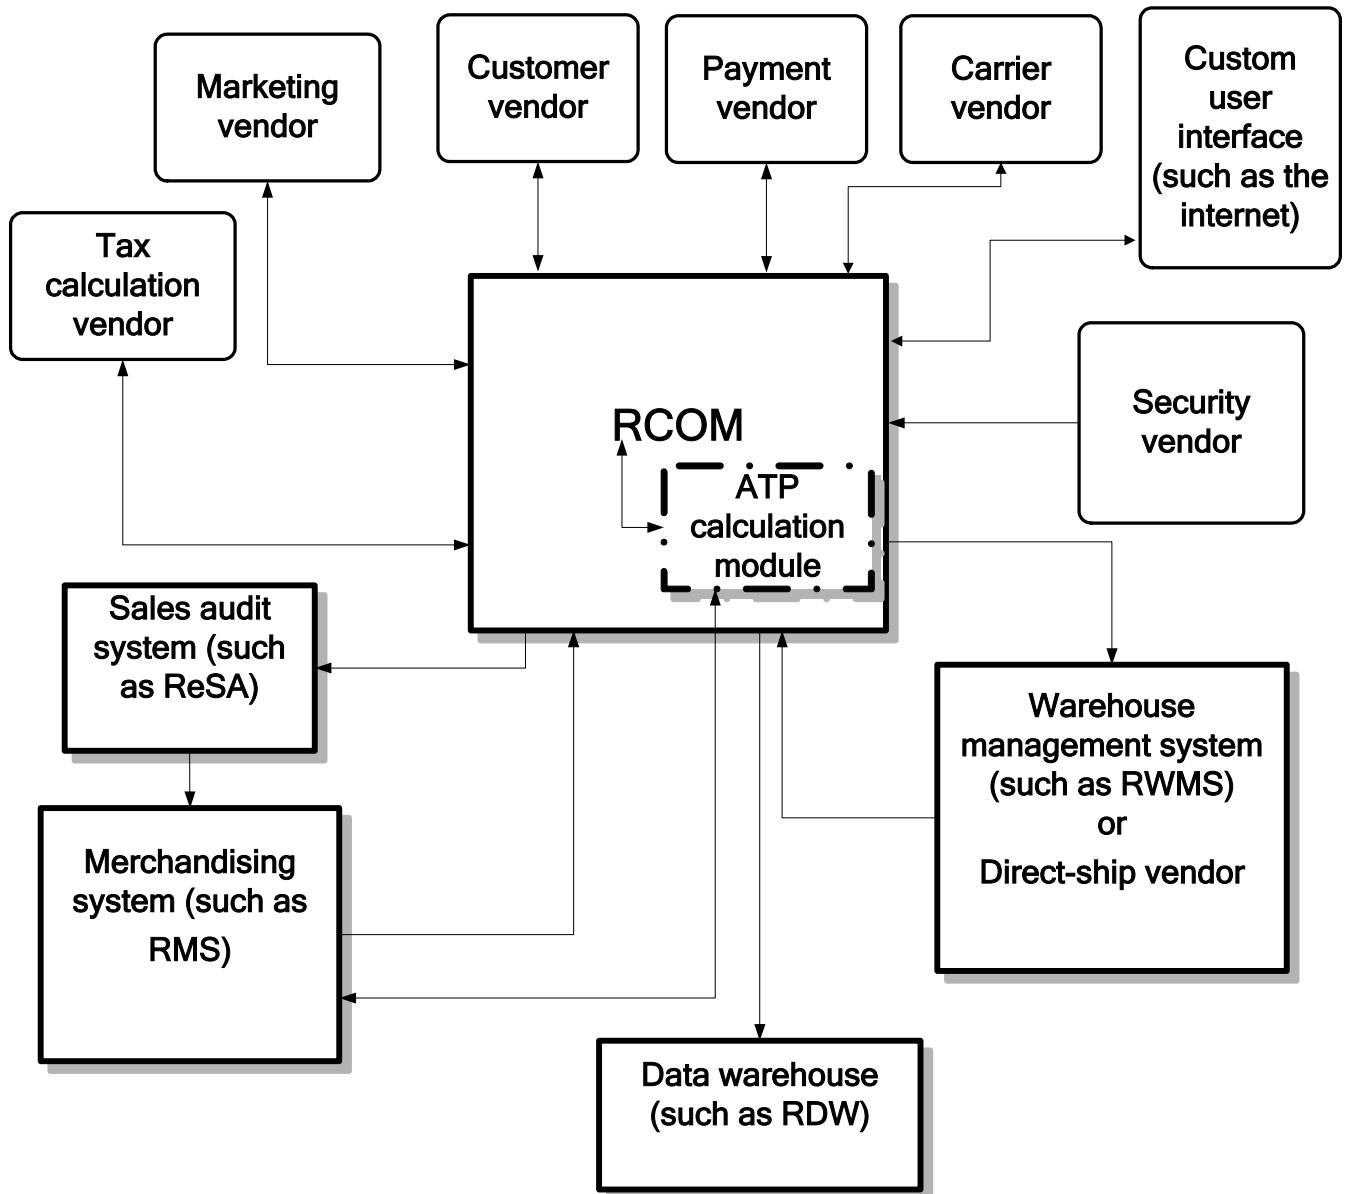 Marketing
vendor
Customer
vendor
Payment
vendor
Carrier
vendor
Custom
user
interface
(such as the
internet)
Tax
calculation
vendor
Security
vendor
RCOM
ATP
calculation
module
Sales audit
system (such
as ReSA)
Warehouse
management system
(such as RWMS)
or
Direct-ship vendor
Merchandising
system (such as
RMS)
Data warehouse
(such as RDW)